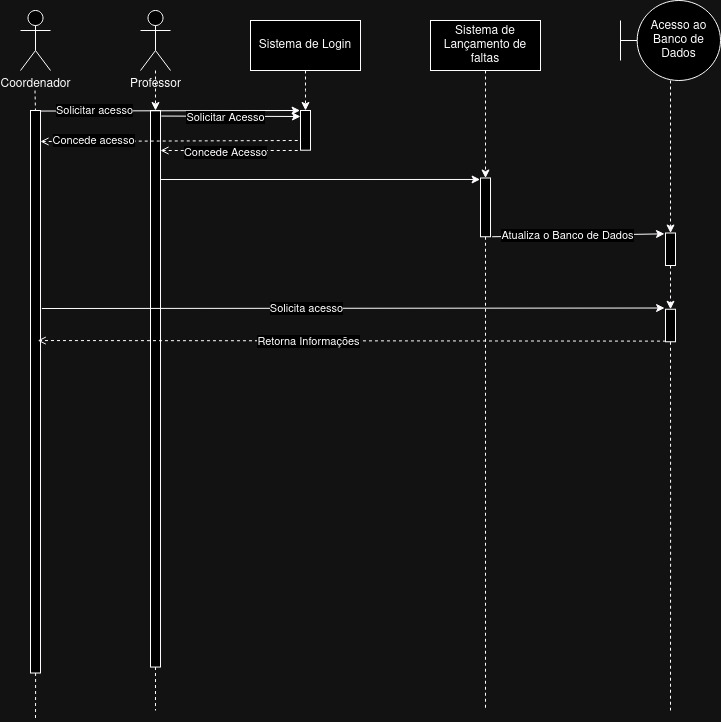 Coordenador
Professor
Sistema de Login
Sistema de
Lançamento de
faltas
Acesso ao
Banco de
Dados
Solicitar acesso
Solicitar Acesso
Concede acesso
Concede Acesso
Atualiza o Banco de Dados
Solicita acesso
Retorna Informações